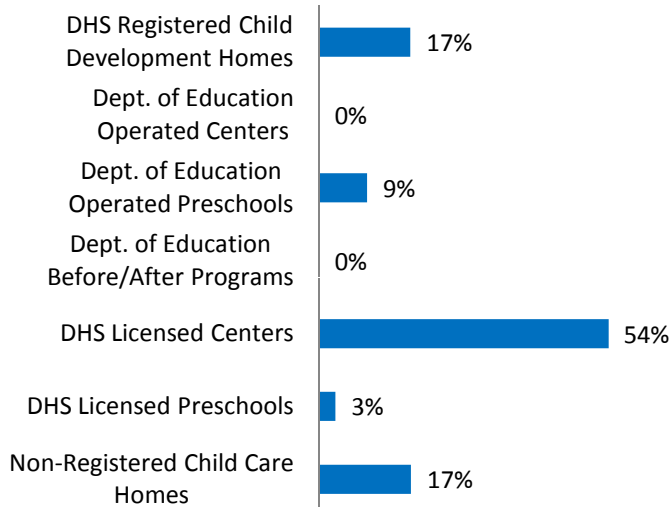 DHS Registered Child
Development Homes
17%
Dept. of Education
Operated Centers
0%
Dept. of Education
Operated Preschools
9%
Dept. of Education
Before/After Programs
0%
DHS Licensed Centers
54%
DHS Licensed Preschools
3%
Non-Registered Child Care
Homes
17%